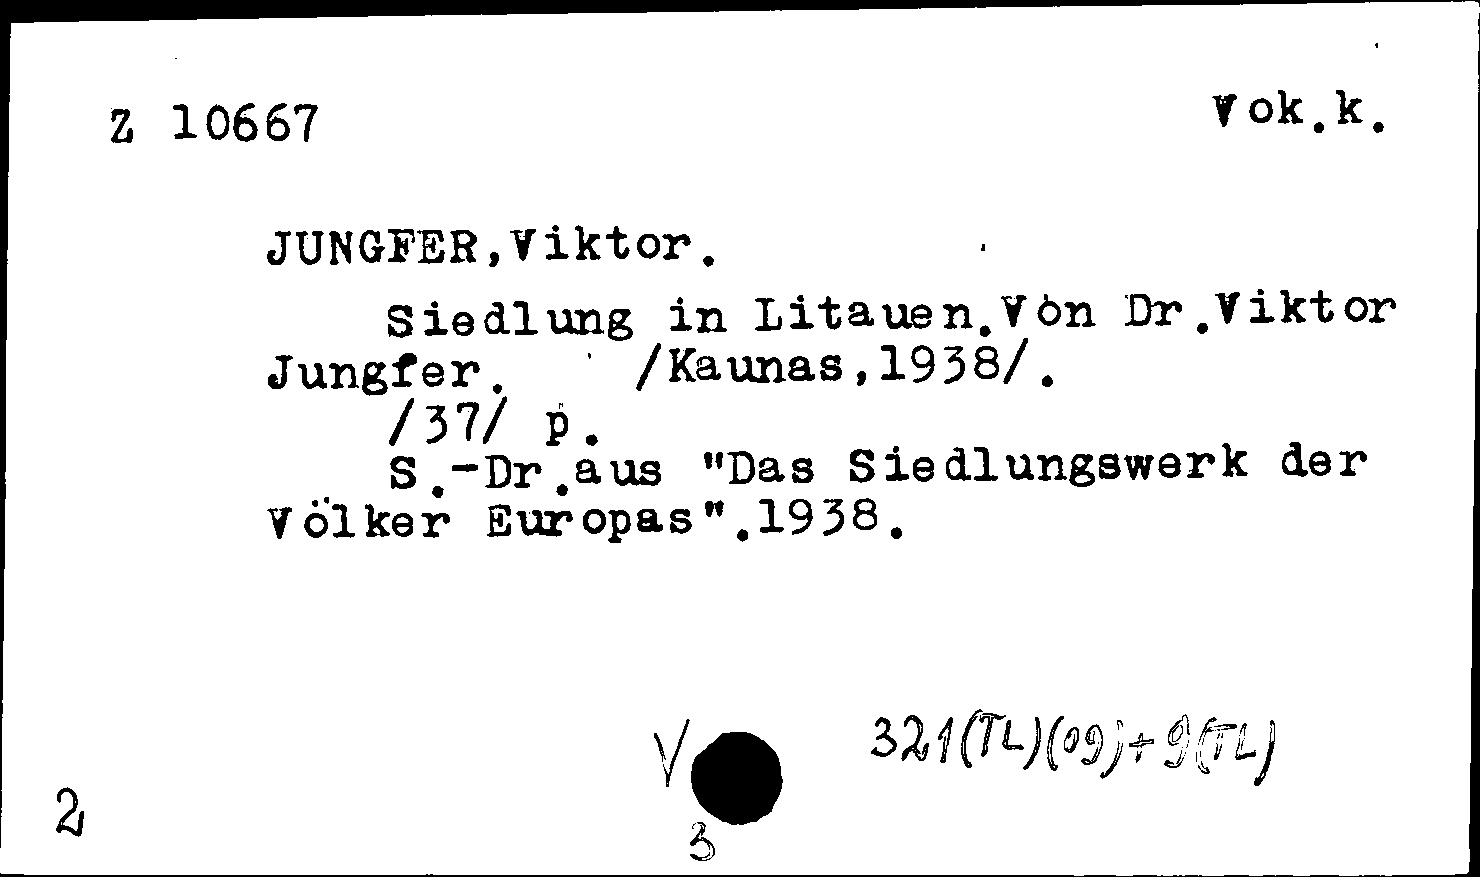 Z 10667 Vok.k.
JUNGFER,Viktor.
Siedlung in Litauen.Von Dr.Viktor
Jungfer. /Kaunas,1938/.
/37/ p.
S.-Dr.aus "Das Siedlungswerk der
Völker Europas".1938.
V 321(TL)(09)+9(TL)
2
3